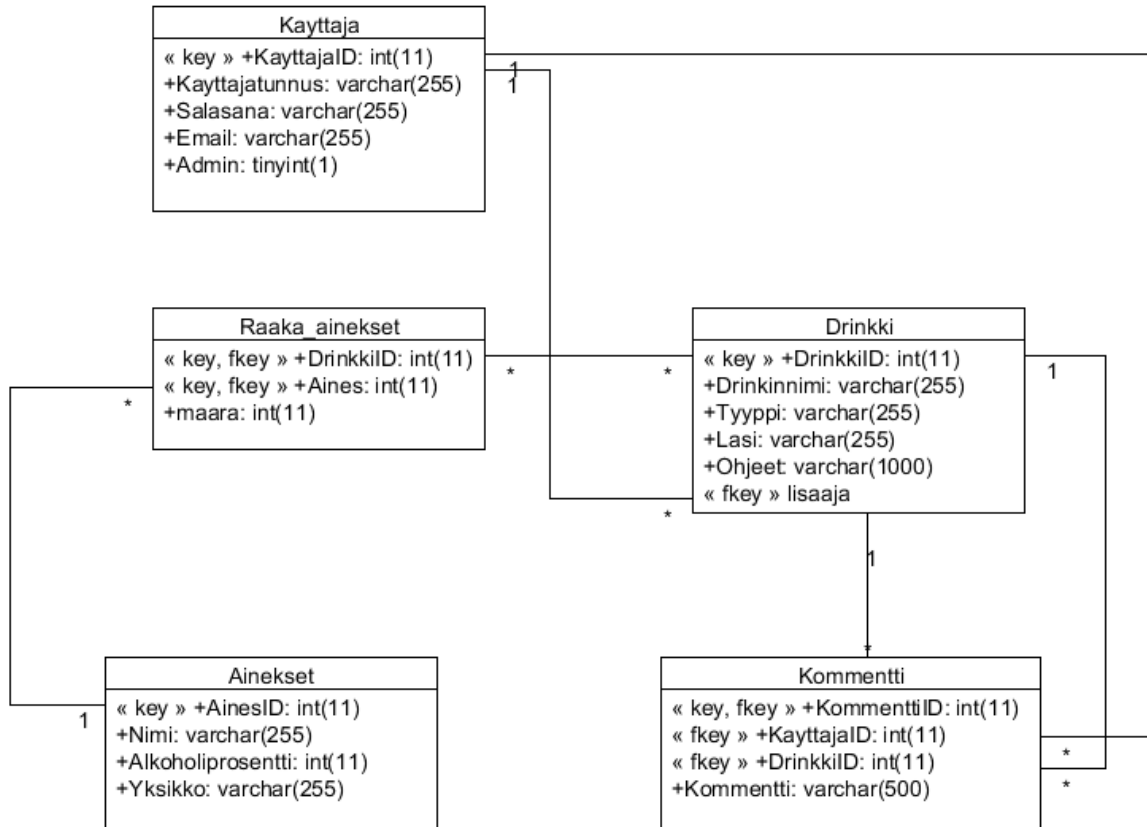 Kayttaja
« key » +KayttajaID: int(11)
+Kayttajatunnus: varchar(255)
+Salasana: varchar(255)
+Email: varchar(255)
+Admin: tinyint(1)
1
1
Raaka_ainekset
« key, fkey » +DrinkkiID: int(11)
« key, fkey » +Aines: int(11)
+maara: int(11)
*
*
*
Drinkki
« key » +DrinkkiID: int(11)
+Drinkinnimi: varchar(255)
+Tyyppi: varchar(255)
+Lasi: varchar(255)
+Ohjeet: varchar(1000)
« fkey » lisaaja
1
*
1
*
Ainekset
« key » +AinesID: int(11)
+Nimi: varchar(255)
+Alkoholiprosentti: int(11)
+Yksikko: varchar(255)
1
Kommentti
« key, fkey » +KommenttiID: int(11)
« fkey » +KayttajaID: int(11)
« fkey » +DrinkkiID: int(11)
+Kommentti: varchar(500)
*
*